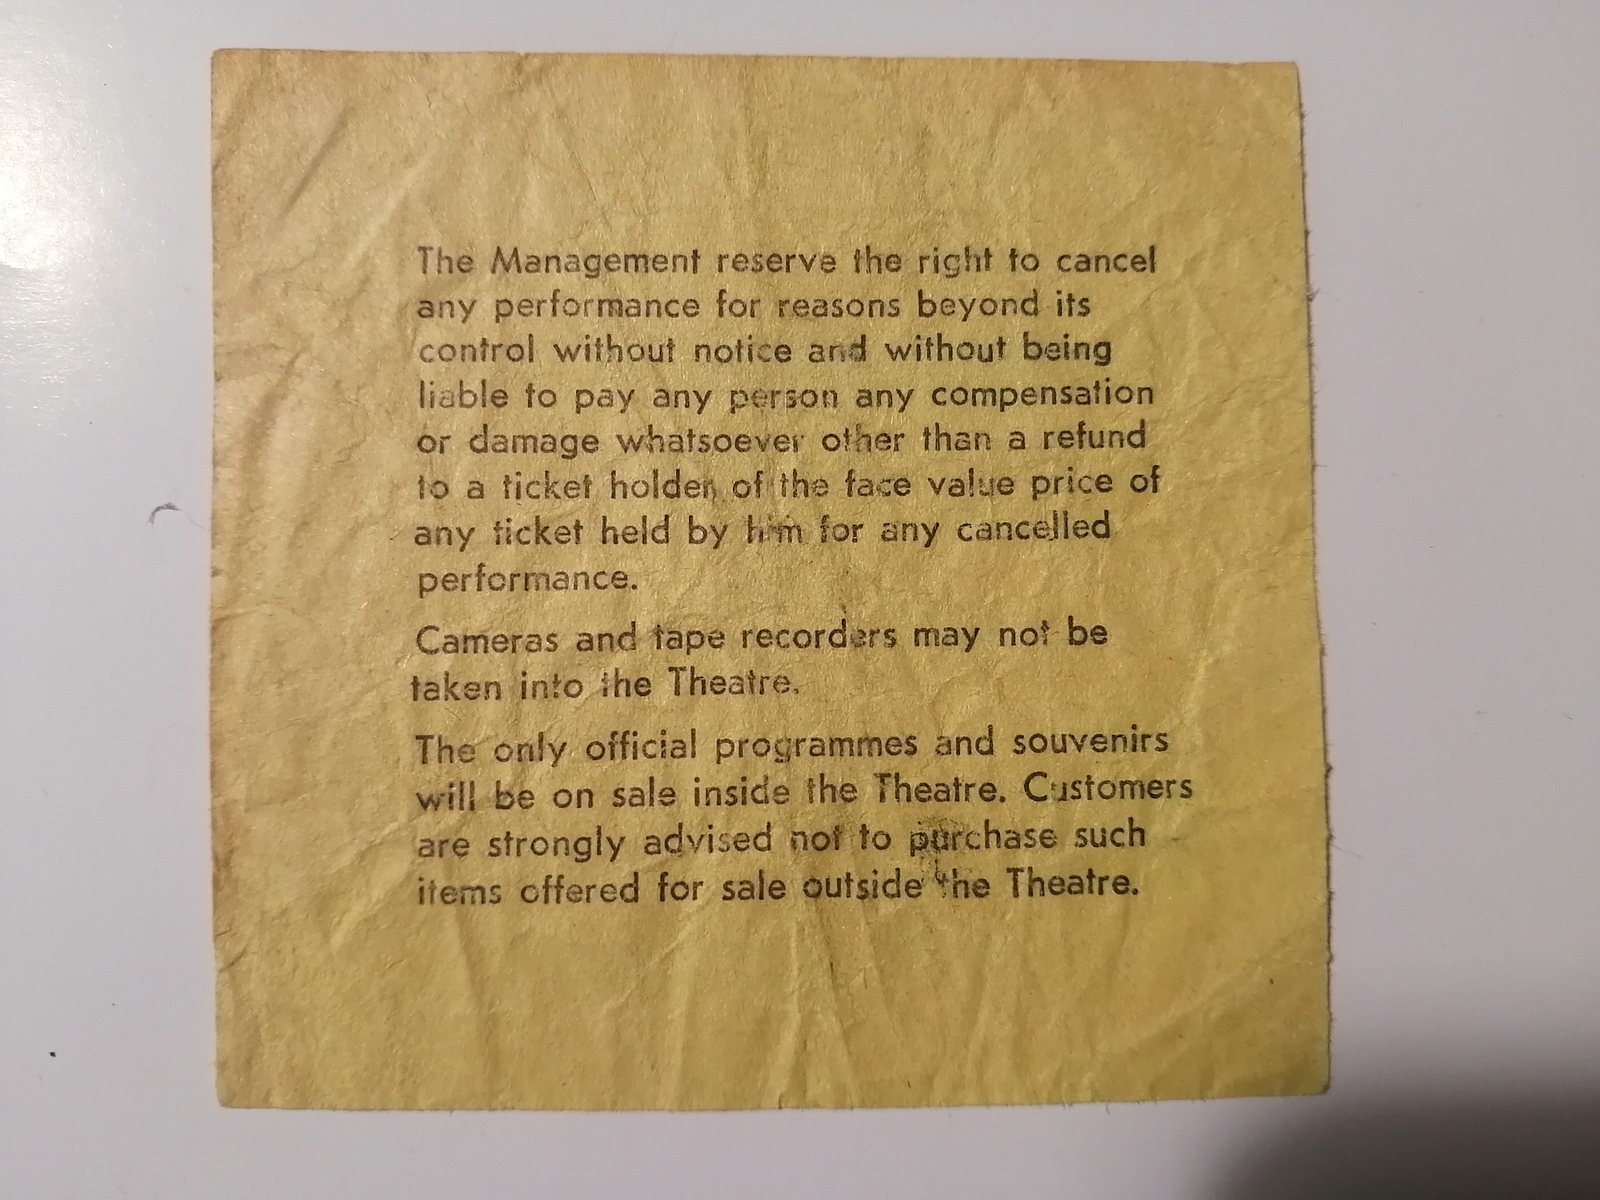 The Management reserve the right to cancel
any performance for reasons beyond its
control without notice and without being
liable to pay any person any compensation
or damage whatsoever other than a refund
to a ticket holder of the face value price of
any ticket held by him for any cancelled
performance.
Cameras and tape recorders may not be
taken into the Theatre.
The only official programmes and souvenirs
will be on sale inside the Theatre. Customers
are strongly advised not to purchase such
items offered for sale outside the Theatre.